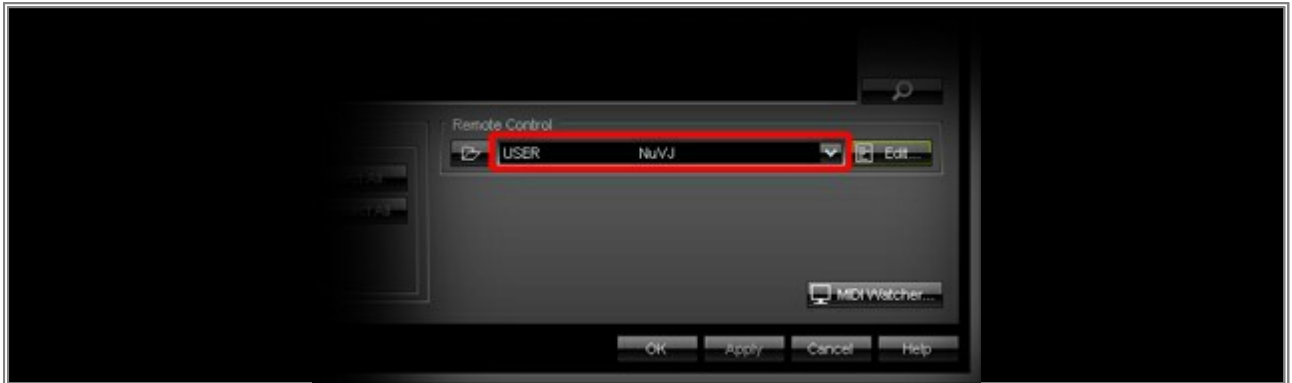 Remote Control
USER NuVJ Edit...
MIDI Watcher...
OK Apply Cancel Help